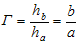 Γ = h_b / h_a = b / a